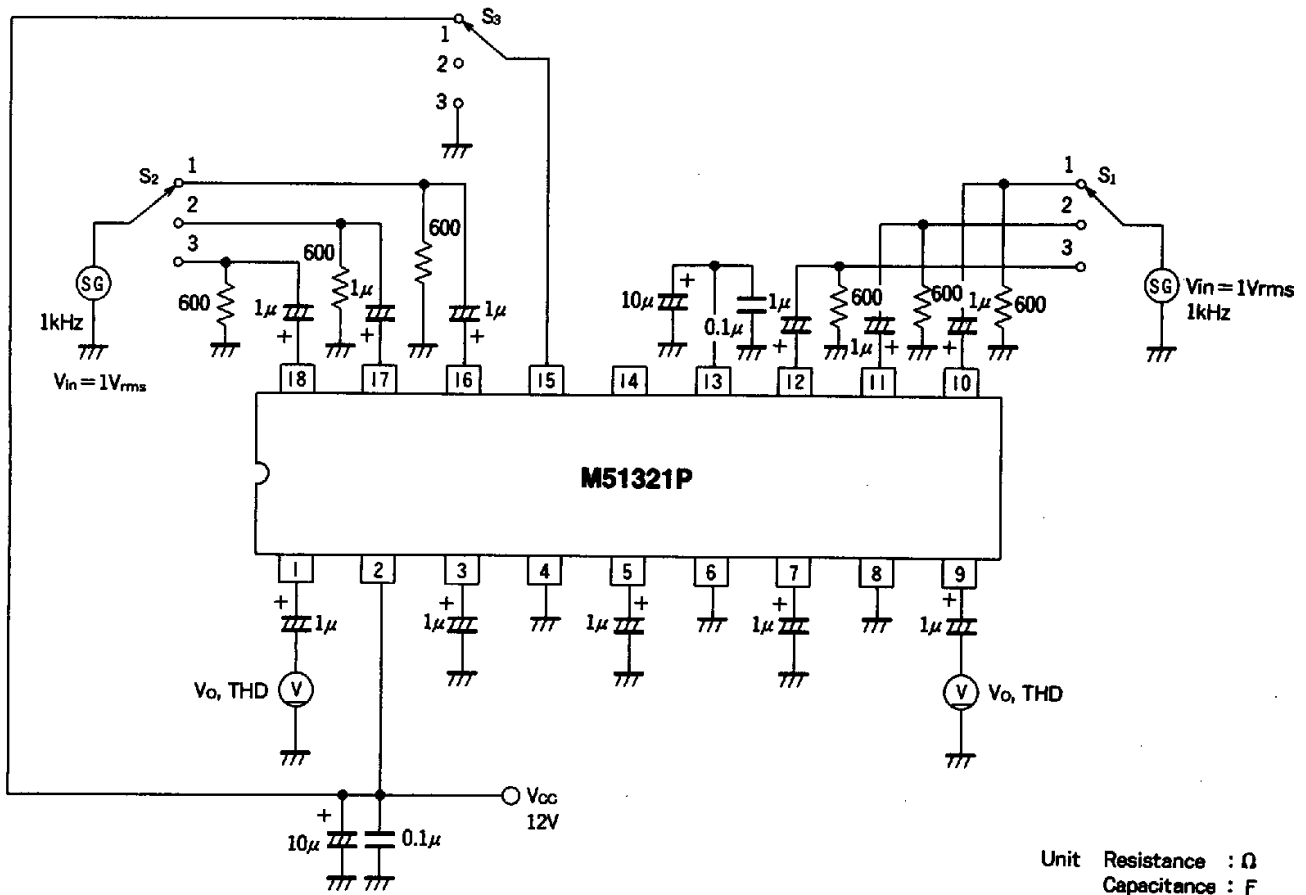 S3
1
2
3
S2
1
2
3
SG
1kHz
Vin = 1Vrms
600
1μ
600
1μ
600
1μ
10μ
+
0.1μ
1μ
600
1μ
600
1μ
600
1
2
3
S1
SG
Vin = 1Vrms
1kHz
+
+
+
+
+
+
18
17
16
15
14
13
12
11
10
M51321P
1
2
3
4
5
6
7
8
9
+
1μ
+
1μ
+
1μ
+
1μ
+
1μ
V
Vo, THD
V
Vo, THD
+
10μ
0.1μ
Vcc
12V
Unit Resistance : Ω
Capacitance : F